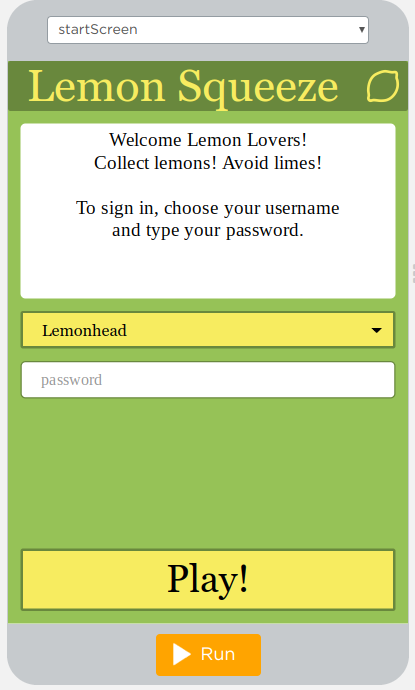 startScreen
Lemon Squeeze
Welcome Lemon Lovers!
Collect lemons! Avoid limes!
To sign in, choose your username
and type your password.
Lemonhead
password
Play!
Run